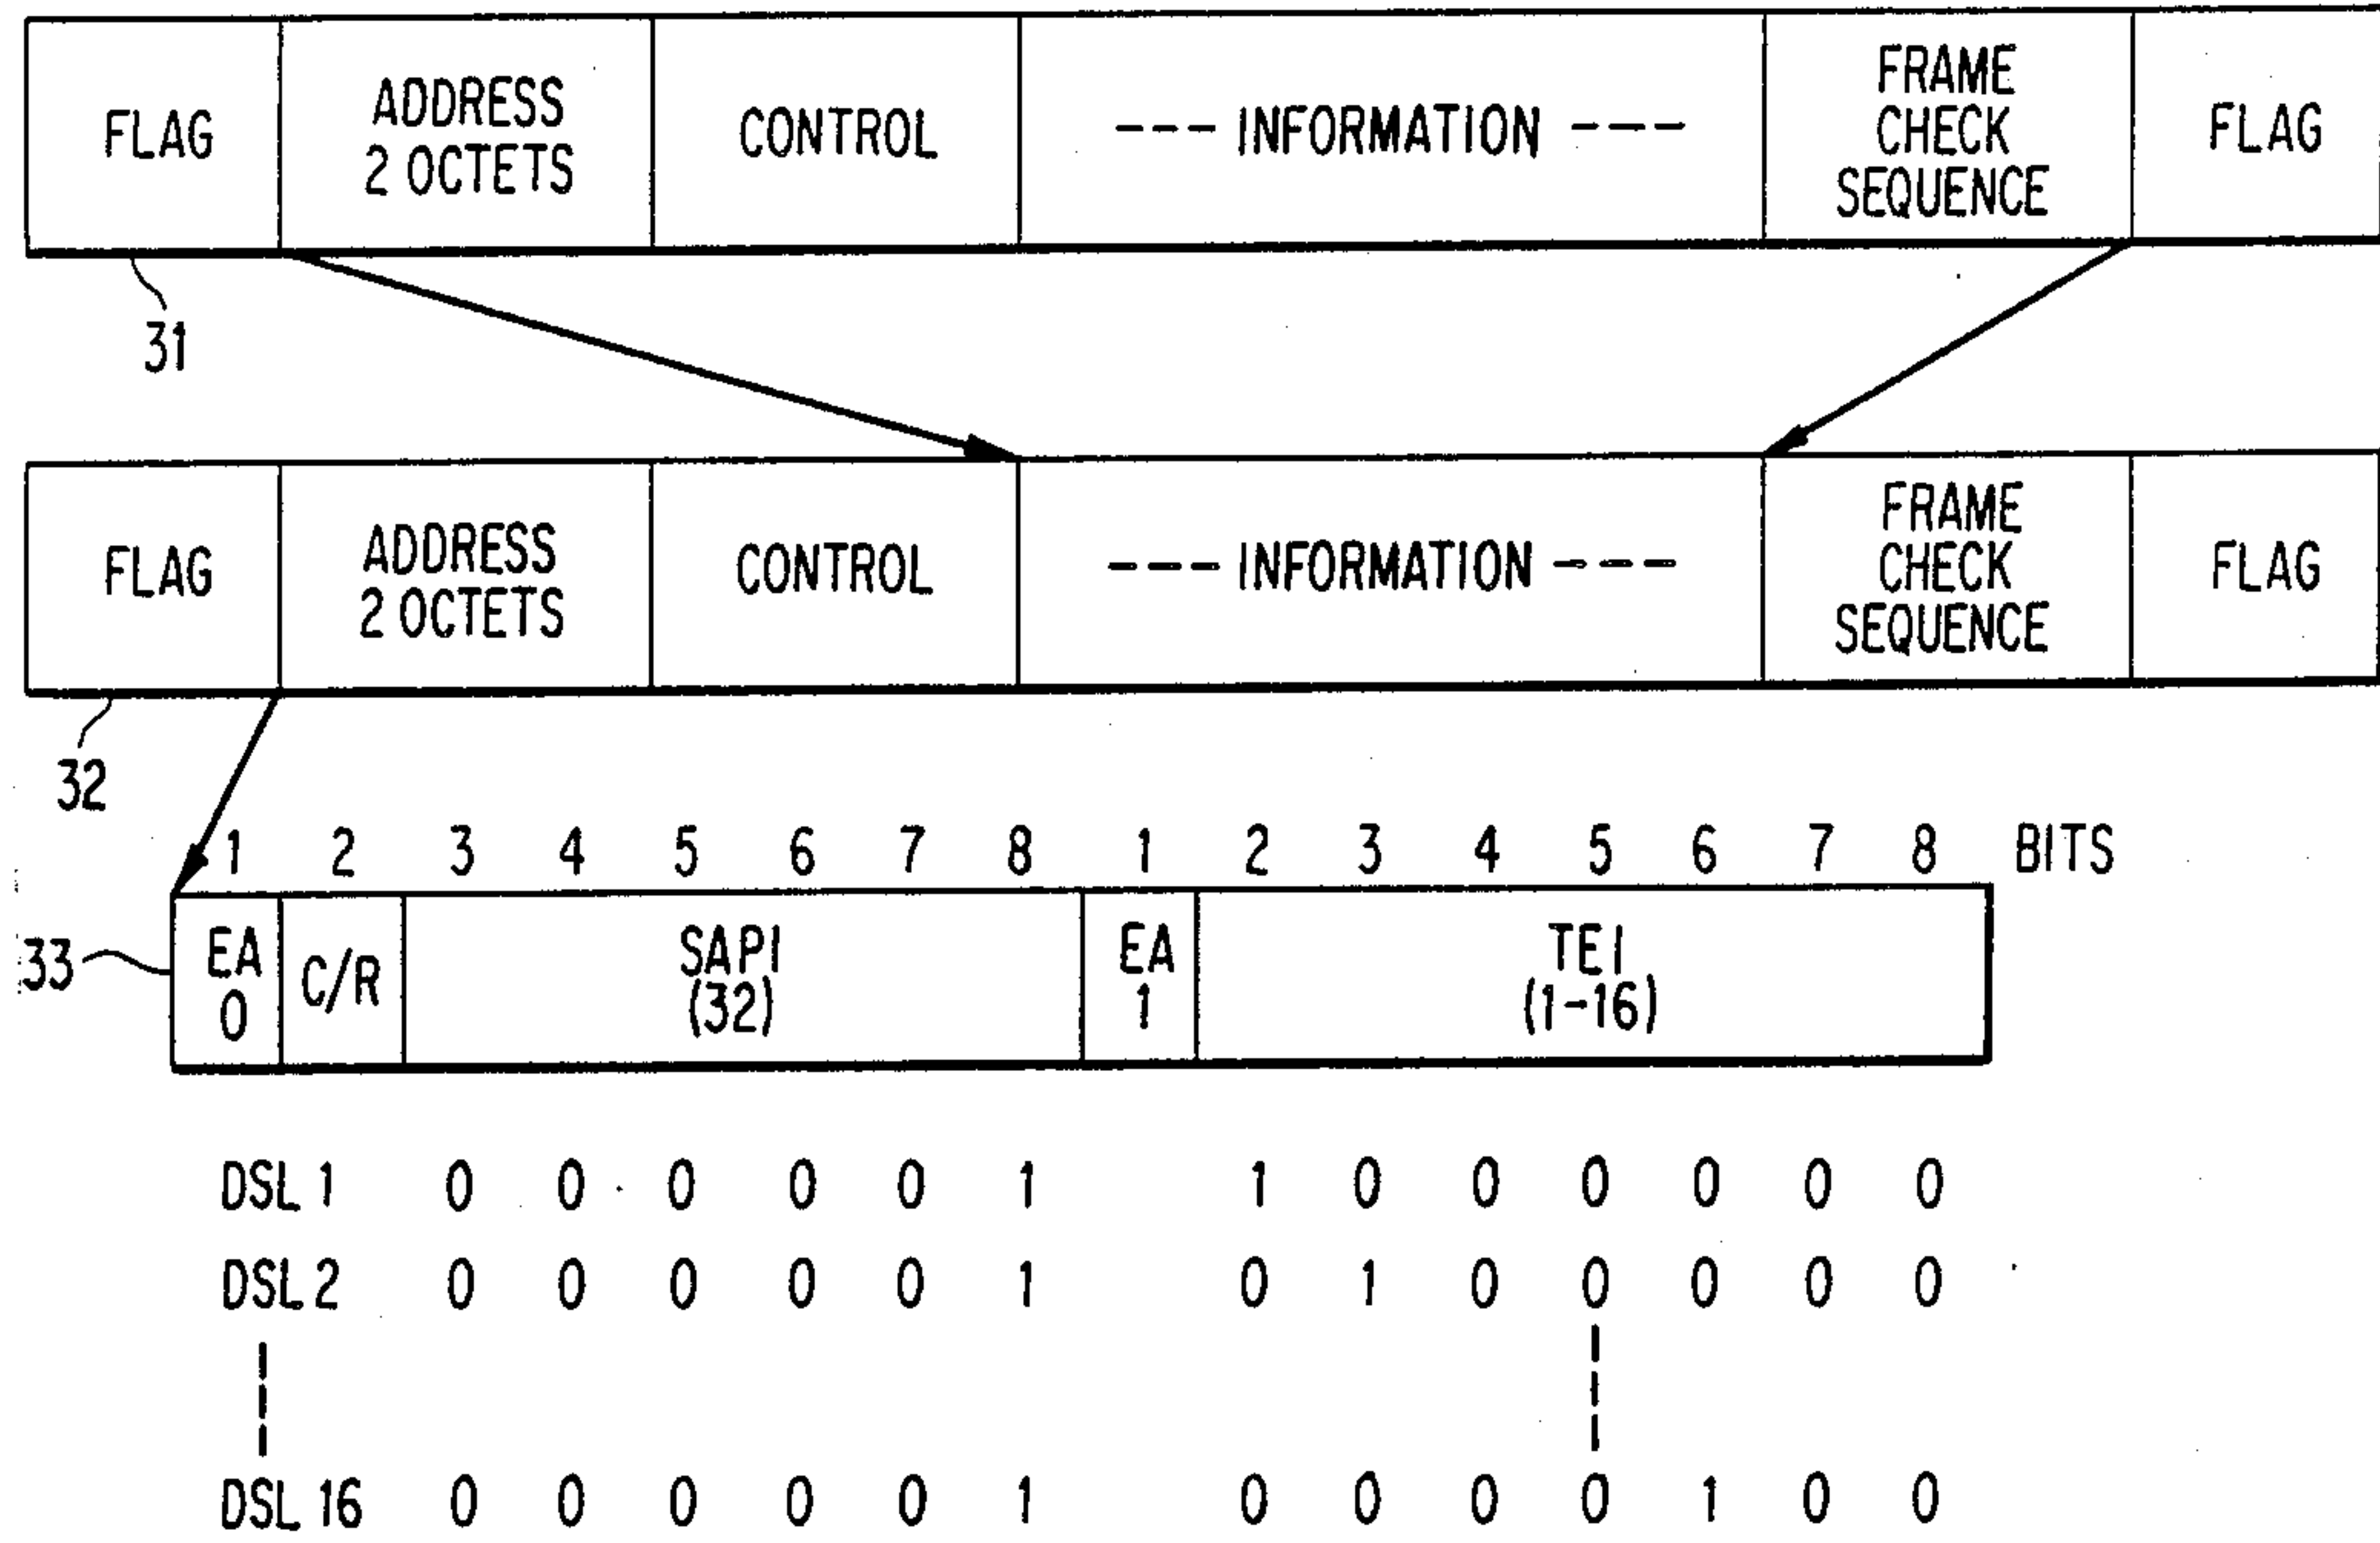 FLAG
ADDRESS
2 OCTETS
CONTROL
--- INFORMATION ---
FRAME
CHECK
SEQUENCE
FLAG
31
FLAG
ADDRESS
2 OCTETS
CONTROL
--- INFORMATION ---
FRAME
CHECK
SEQUENCE
FLAG
32
1 2 3 4 5 6 7 8 1 2 3 4 5 6 7 8 BITS
33
EA
0
C/R
SAPI
(32)
EA
1
TEI
(1-16)
DSL 1 0 0 0 0 0 1 1 0 0 0 0 0 0
DSL 2 0 0 0 0 0 1 0 1 0 0 0 0 0
DSL 16 0 0 0 0 0 1 0 0 0 0 1 0 0